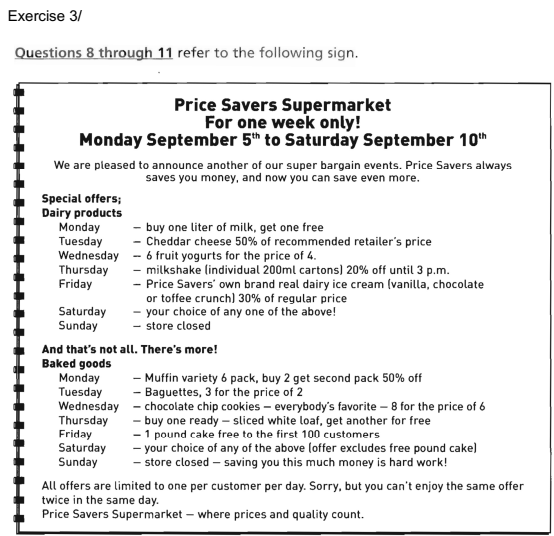 Exercise 3/
Questions 8 through 11 refer to the following sign.
Price Savers Supermarket
For one week only!
Monday September 5th to Saturday September 10th
We are pleased to announce another of our super bargain events. Price Savers always
saves you money, and now you can save even more.
Special offers;
Dairy products
Monday – buy one liter of milk, get one free
Tuesday – Cheddar cheese 50% of recommended retailer's price
Wednesday – 6 fruit yogurts for the price of 4.
Thursday – milkshake (individual 200ml cartons) 20% off until 3 p.m.
Friday – Price Savers' own brand real dairy ice cream (vanilla, chocolate
or toffee crunch) 30% of regular price
Saturday – your choice of any one of the above!
Sunday – store closed
And that's not all. There's more!
Baked goods
Monday – Muffin variety 6 pack, buy 2 get second pack 50% off
Tuesday – Baguettes, 3 for the price of 2
Wednesday – chocolate chip cookies – everybody's favorite – 8 for the price of 6
Thursday – buy one ready – sliced white loaf, get another for free
Friday – 1 pound cake free to the first 100 customers
Saturday – your choice of any of the above (offer excludes free pound cake)
Sunday – store closed – saving you this much money is hard work!
All offers are limited to one per customer per day. Sorry, but you can't enjoy the same offer
twice in the same day.
Price Savers Supermarket – where prices and quality count.